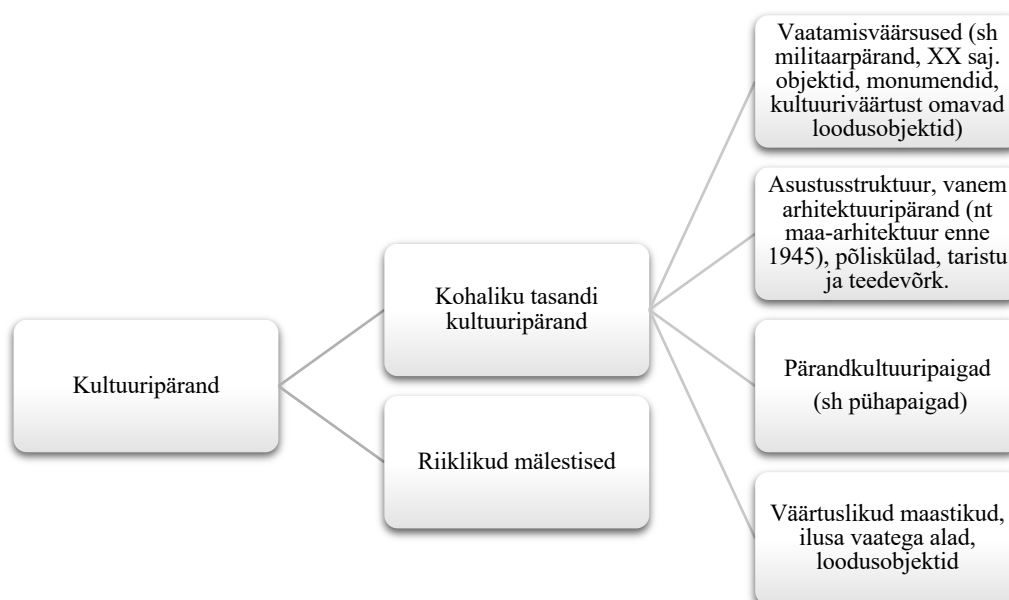 Kultuuripärand
Kohaliku tasandi
kultuuripärand
Riiklikud mälestised
Vaatamisväärsused (sh
militaarpärand, XX saj.
objektid, monumendid,
kultuuriväärtust omavad
loodusobjektid)
Asustusstruktuur, vanem
arhitektuuripärand (nt
maa-arhitektuur enne
1945), põliskülad, taristu
ja teedevõrk.
Pärandkultuuripaigad
(sh pühapaigad)
Väärtuslikud maastikud,
ilusa vaatega alad,
loodusobjektid